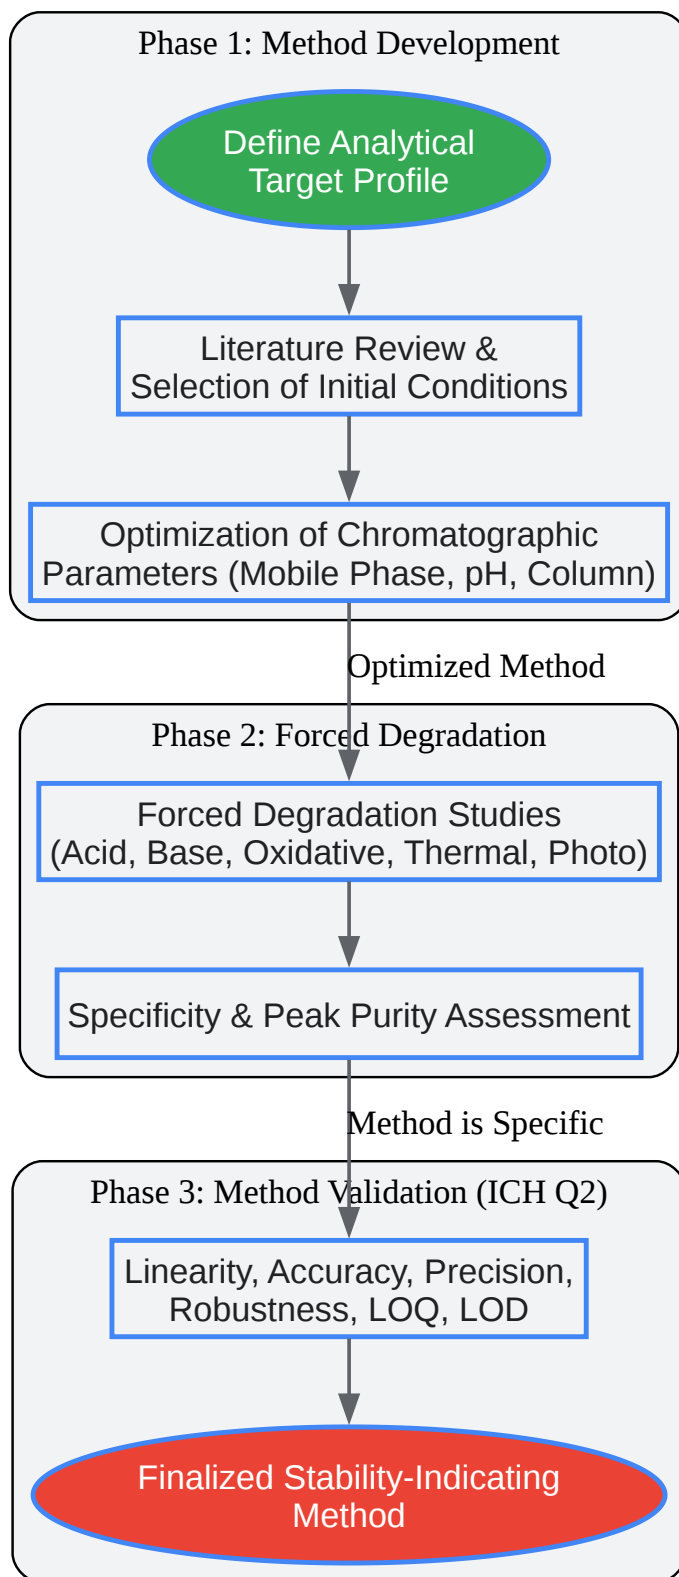 Phase 1: Method Development
Define Analytical
Target Profile
Literature Review &
Selection of Initial Conditions
Optimization of Chromatographic
Parameters (Mobile Phase, pH, Column)
Optimized Method
Phase 2: Forced Degradation
Forced Degradation Studies
(Acid, Base, Oxidative, Thermal, Photo)
Specificity & Peak Purity Assessment
Method is Specific
Phase 3: Method Validation (ICH Q2)
Linearity, Accuracy, Precision,
Robustness, LOQ, LOD
Finalized Stability-Indicating
Method